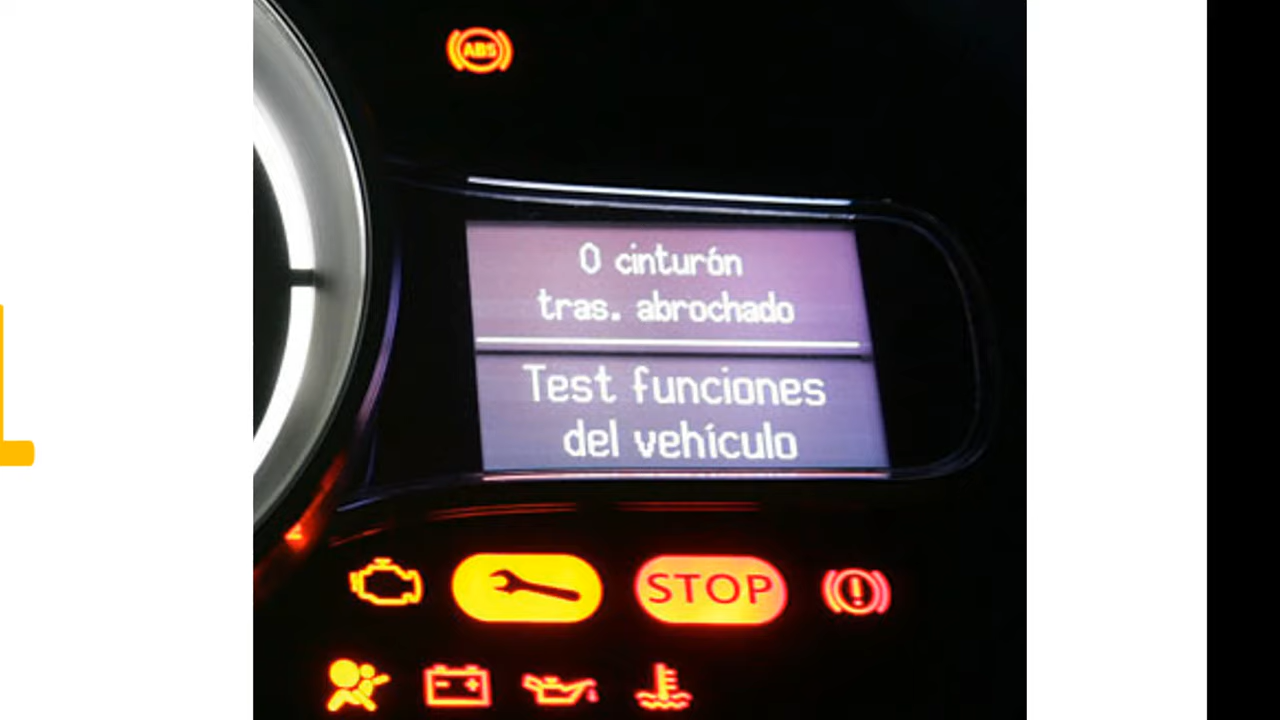 ABS
0 cinturón
tras. abrochado
Test funciones
del vehículo
STOP